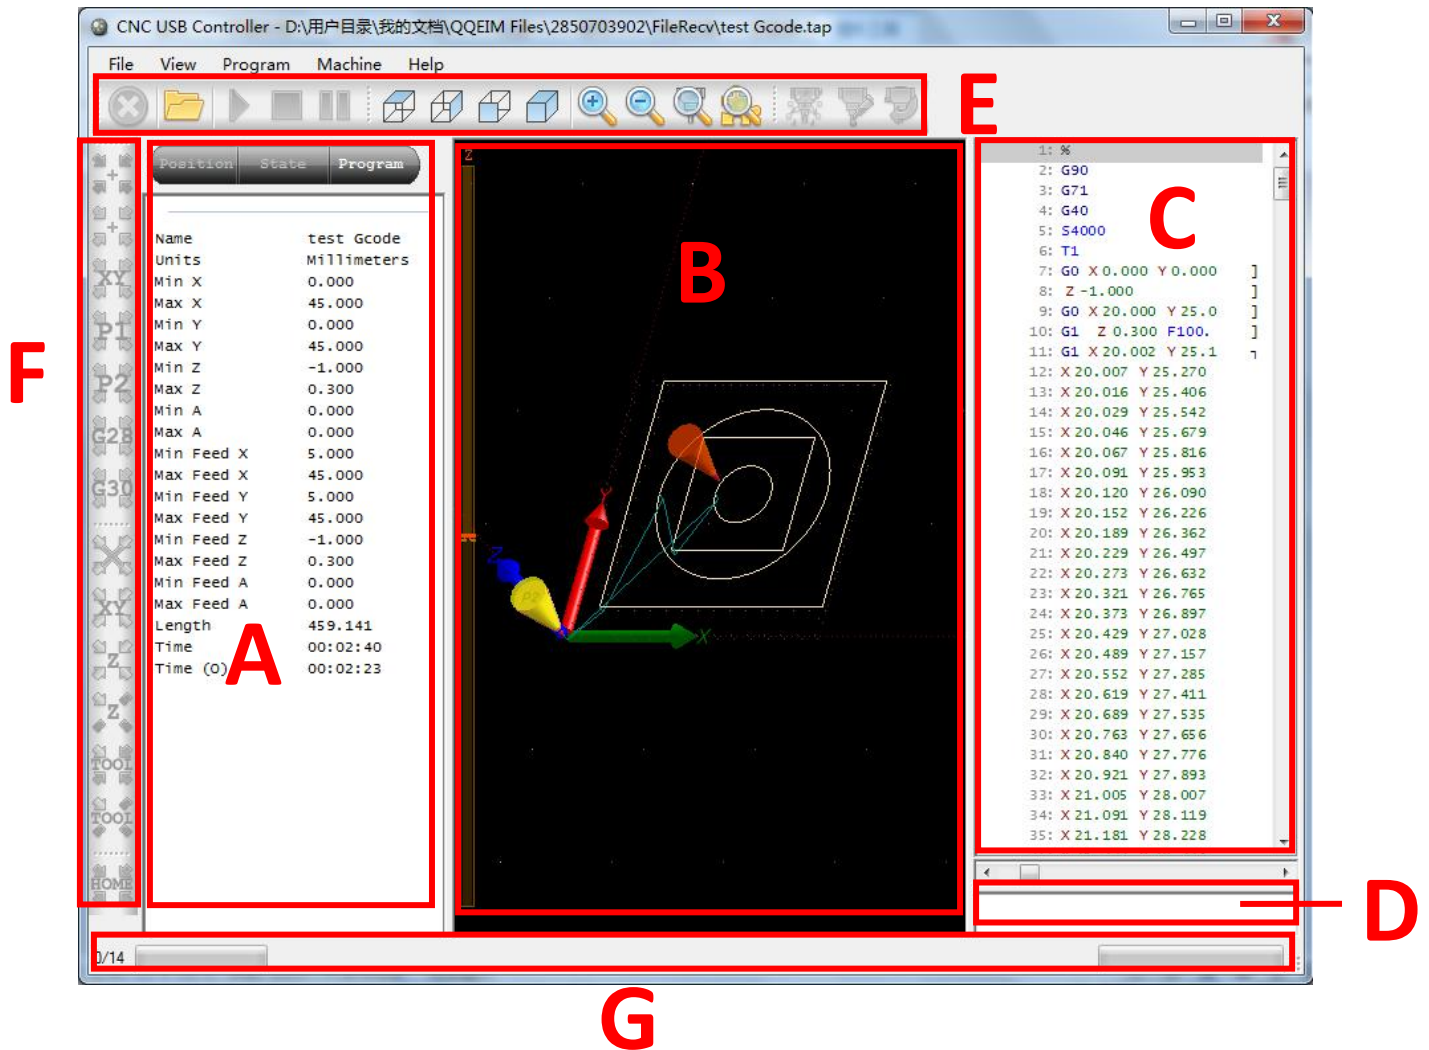 CNC USB Controller - D:\用户目录\我的文档\QQEIM Files\2850703902\FileRecv\test Gcode.tap
File View Program Machine Help
E
Position State Program
Name test Gcode
Units Millimeters
Min X 0.000
Max X 45.000
Min Y 0.000
Max Y 45.000
Min Z -1.000
Max Z 0.300
Min A 0.000
Max A 0.000
Min Feed X 5.000
Max Feed X 45.000
Min Feed Y 5.000
Max Feed Y 45.000
Min Feed Z -1.000
Max Feed Z 0.300
Min Feed A 0.000
Max Feed A 0.000
Length 459.141
Time 00:02:40
Time (O) 00:02:23
A
F
XY
P1
P2
G28
G30
XY
Z
Z
TOOL
TOOL
HOME
Z
B
Y
Z
P2
X
C
1: %
2: G90
3: G71
4: G40
5: S4000
6: T1
7: G0 X 0.000 Y 0.000 ]
8: Z -1.000 ]
9: G0 X 20.000 Y 25.0 ]
10: G1 Z 0.300 F100. ]
11: G1 X 20.002 Y 25.1 ┐
12: X 20.007 Y 25.270
13: X 20.016 Y 25.406
14: X 20.029 Y 25.542
15: X 20.046 Y 25.679
16: X 20.067 Y 25.816
17: X 20.091 Y 25.953
18: X 20.120 Y 26.090
19: X 20.152 Y 26.226
20: X 20.189 Y 26.362
21: X 20.229 Y 26.497
22: X 20.273 Y 26.632
23: X 20.321 Y 26.765
24: X 20.373 Y 26.897
25: X 20.429 Y 27.028
26: X 20.489 Y 27.157
27: X 20.552 Y 27.285
28: X 20.619 Y 27.411
29: X 20.689 Y 27.535
30: X 20.763 Y 27.656
31: X 20.840 Y 27.776
32: X 20.921 Y 27.893
33: X 21.005 Y 28.007
34: X 21.091 Y 28.119
35: X 21.181 Y 28.228
D
0/14
G